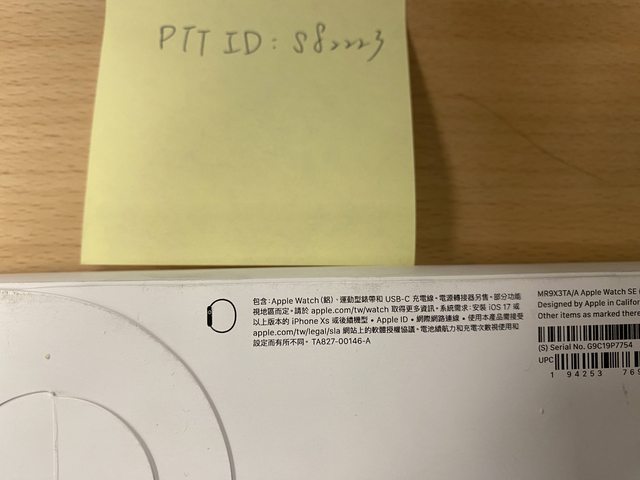 PTT ID: s82223
包含:Apple Watch (鋁)、運動型錶帶和 USB-C 充電線。電源轉接器另售。部分功能
視地區而定。請於 apple.com/tw/watch 取得更多資訊。系統需求:安裝 iOS 17 或
以上版本的 iPhone Xs 或後續機型。Apple ID。網際網路連線。使用本產品需接受
apple.com/tw/legal/sla 網站上的軟體授權協議。電池續航力和充電次數視使用和
設定而有所不同。TA827-00146-A
MR9X3TA/A Apple Watch SE
Designed by Apple in Califor
Other items as marked there
(S) Serial No. G9C19P7754
UPC
1 94253 769